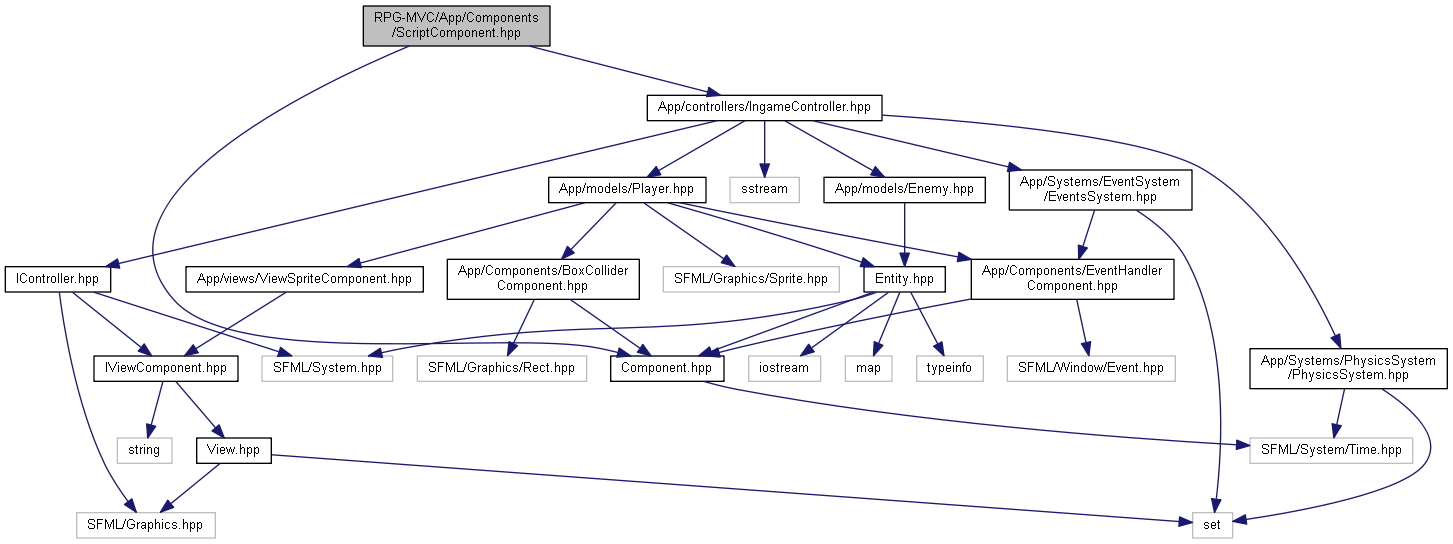 RPG-MVC/App/Components
/ScriptComponent.hpp
App/controllers/IngameController.hpp
App/models/Player.hpp
sstream
App/models/Enemy.hpp
App/Systems/EventSystem
/EventsSystem.hpp
IController.hpp
App/views/ViewSpriteComponent.hpp
App/Components/BoxCollider
Component.hpp
SFML/Graphics/Sprite.hpp
Entity.hpp
App/Components/EventHandler
Component.hpp
IViewComponent.hpp
SFML/System.hpp
SFML/Graphics/Rect.hpp
Component.hpp
iostream
map
typeinfo
SFML/Window/Event.hpp
App/Systems/PhysicsSystem
/PhysicsSystem.hpp
string
View.hpp
SFML/System/Time.hpp
SFML/Graphics.hpp
set